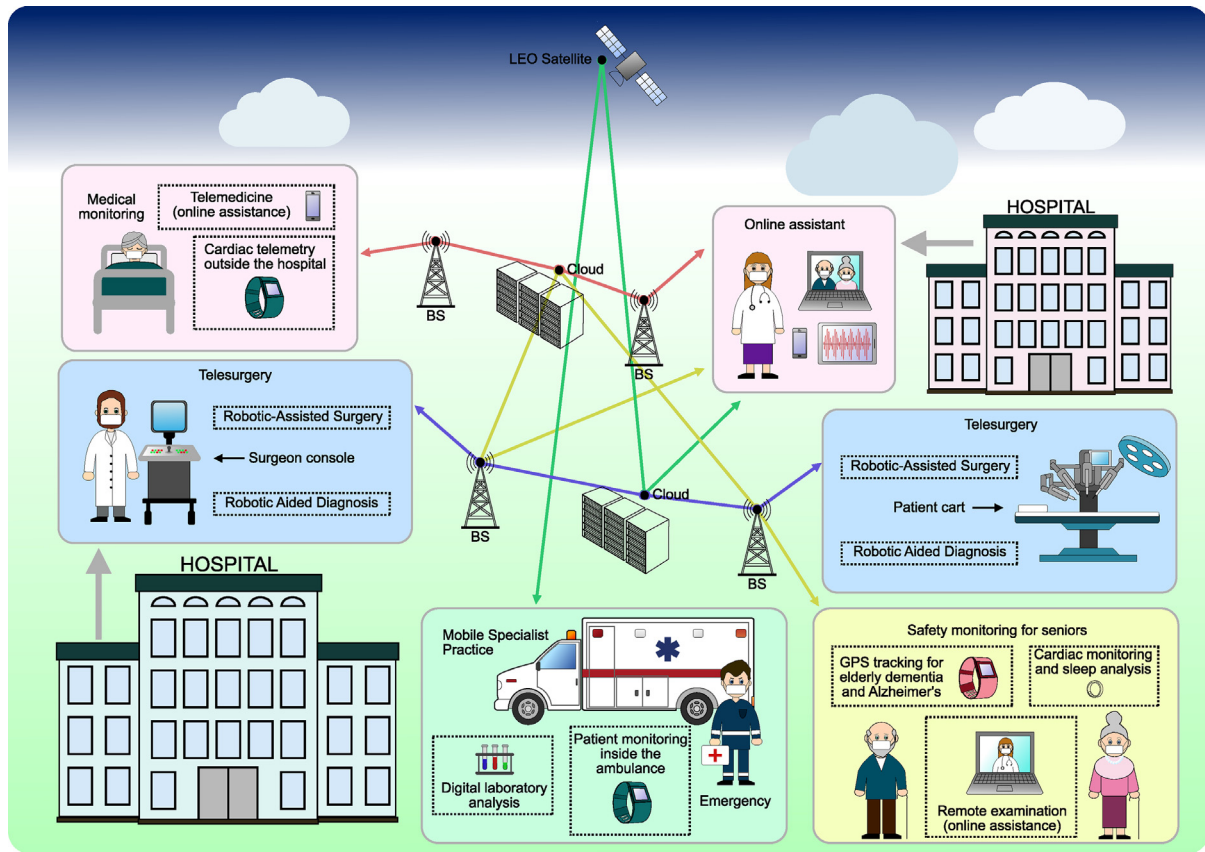 LEO Satellite
Medical
monitoring
Telemedicine
(online assistance)
Cardiac telemetry
outside the hospital
BS
Cloud
BS
Online assistant
HOSPITAL
Telesurgery
Robotic-Assisted Surgery
Surgeon console
Robotic Aided Diagnosis
BS
Cloud
BS
Telesurgery
Robotic-Assisted Surgery
Patient cart
Robotic Aided Diagnosis
HOSPITAL
Mobile Specialist
Practice
Digital laboratory
analysis
Patient monitoring
inside the
ambulance
Emergency
Safety monitoring for seniors
GPS tracking for
elderly dementia
and Alzheimer's
Cardiac monitoring
and sleep analysis
Remote examination
(online assistance)